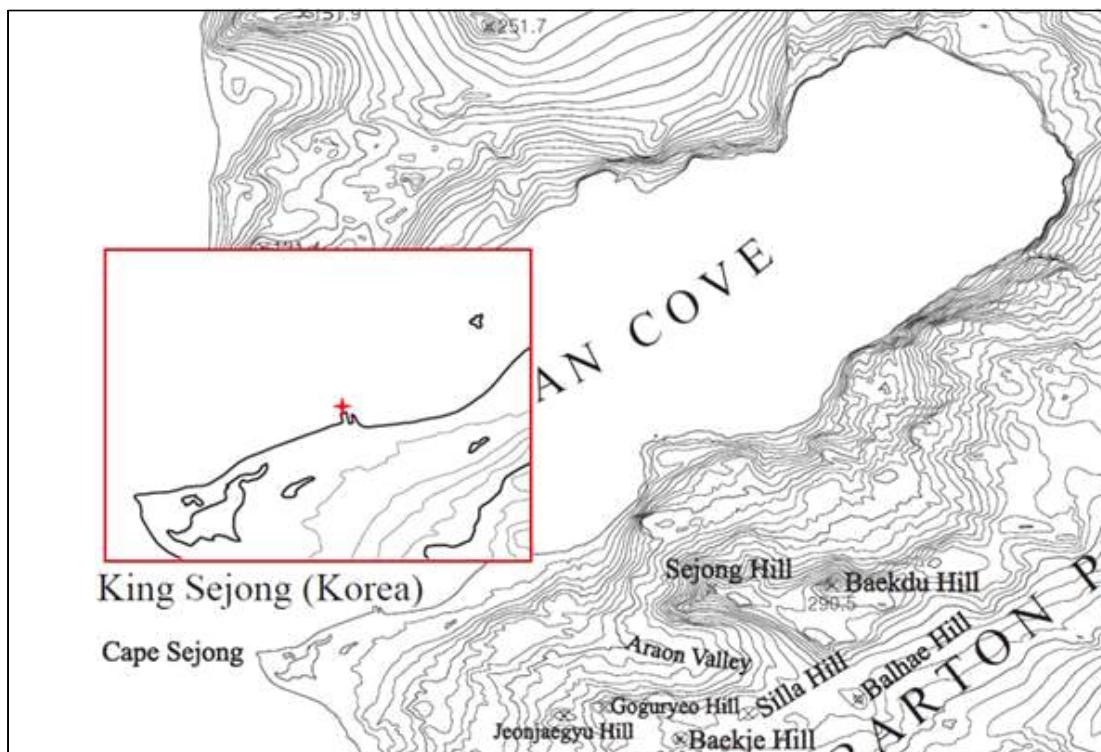 251.7
AN COVE
King Sejong (Korea)
Sejong Hill
Baekdu Hill
290.5
Cape Sejong
Araon Valley
Silla Hill
Balhae Hill
BARTON P
Goguryeo Hill
Jeonjaegyu Hill
Baekje Hill